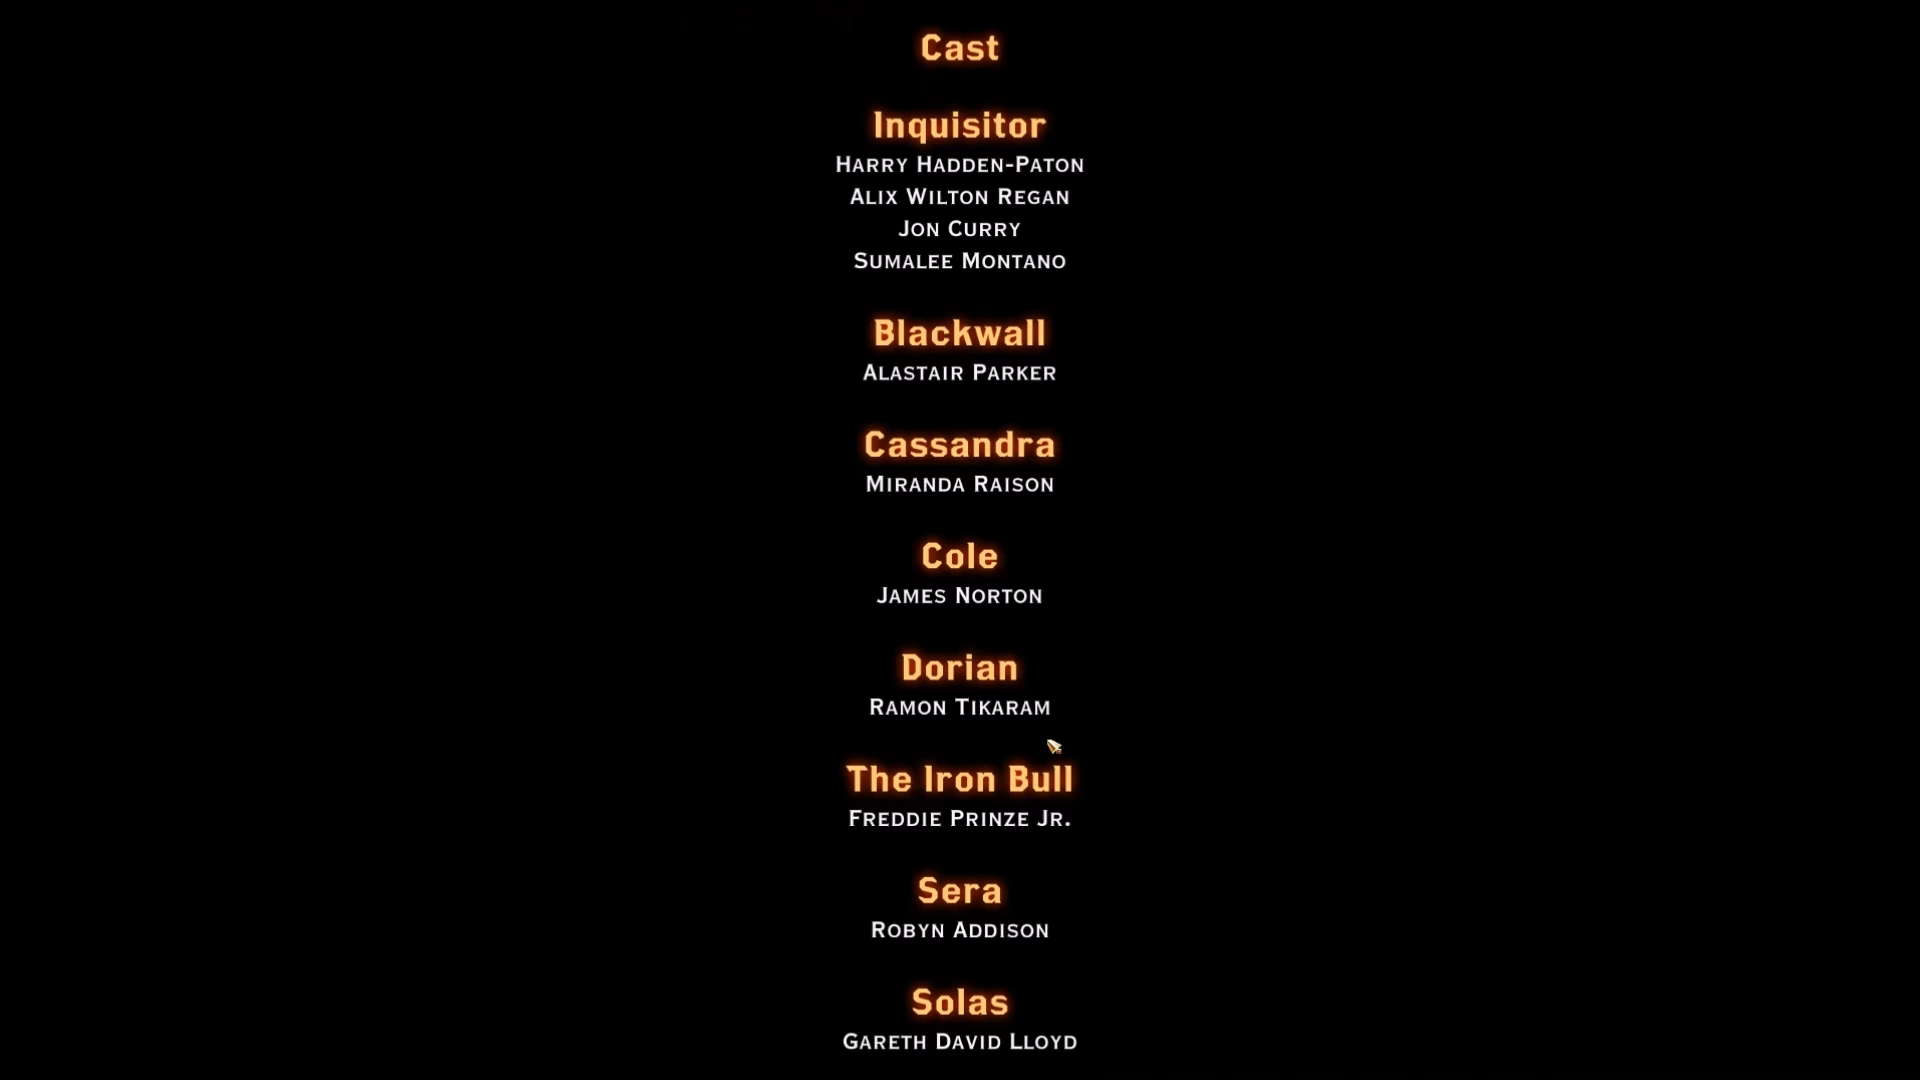 Cast
Inquisitor
Harry Hadden-Paton
Alix Wilton Regan
Jon Curry
Sumalee Montano
Blackwall
Alastair Parker
Cassandra
Miranda Raison
Cole
James Norton
Dorian
Ramon Tikaram
The Iron Bull
Freddie Prinze Jr.
Sera
Robyn Addison
Solas
Gareth David Lloyd